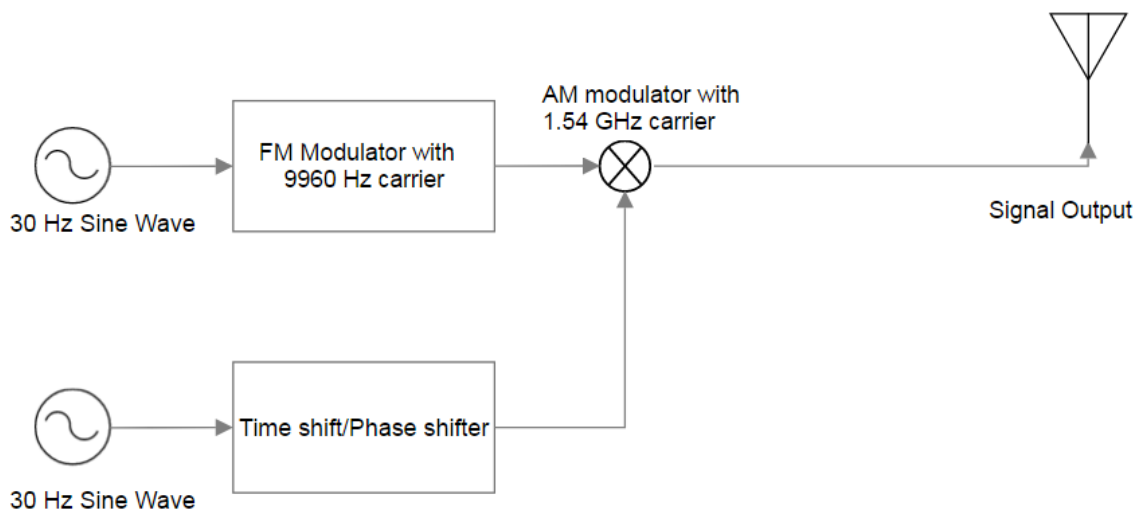 AM modulator with
1.54 GHz carrier
FM Modulator with
9960 Hz carrier
30 Hz Sine Wave
Signal Output
Time shift/Phase shifter
30 Hz Sine Wave